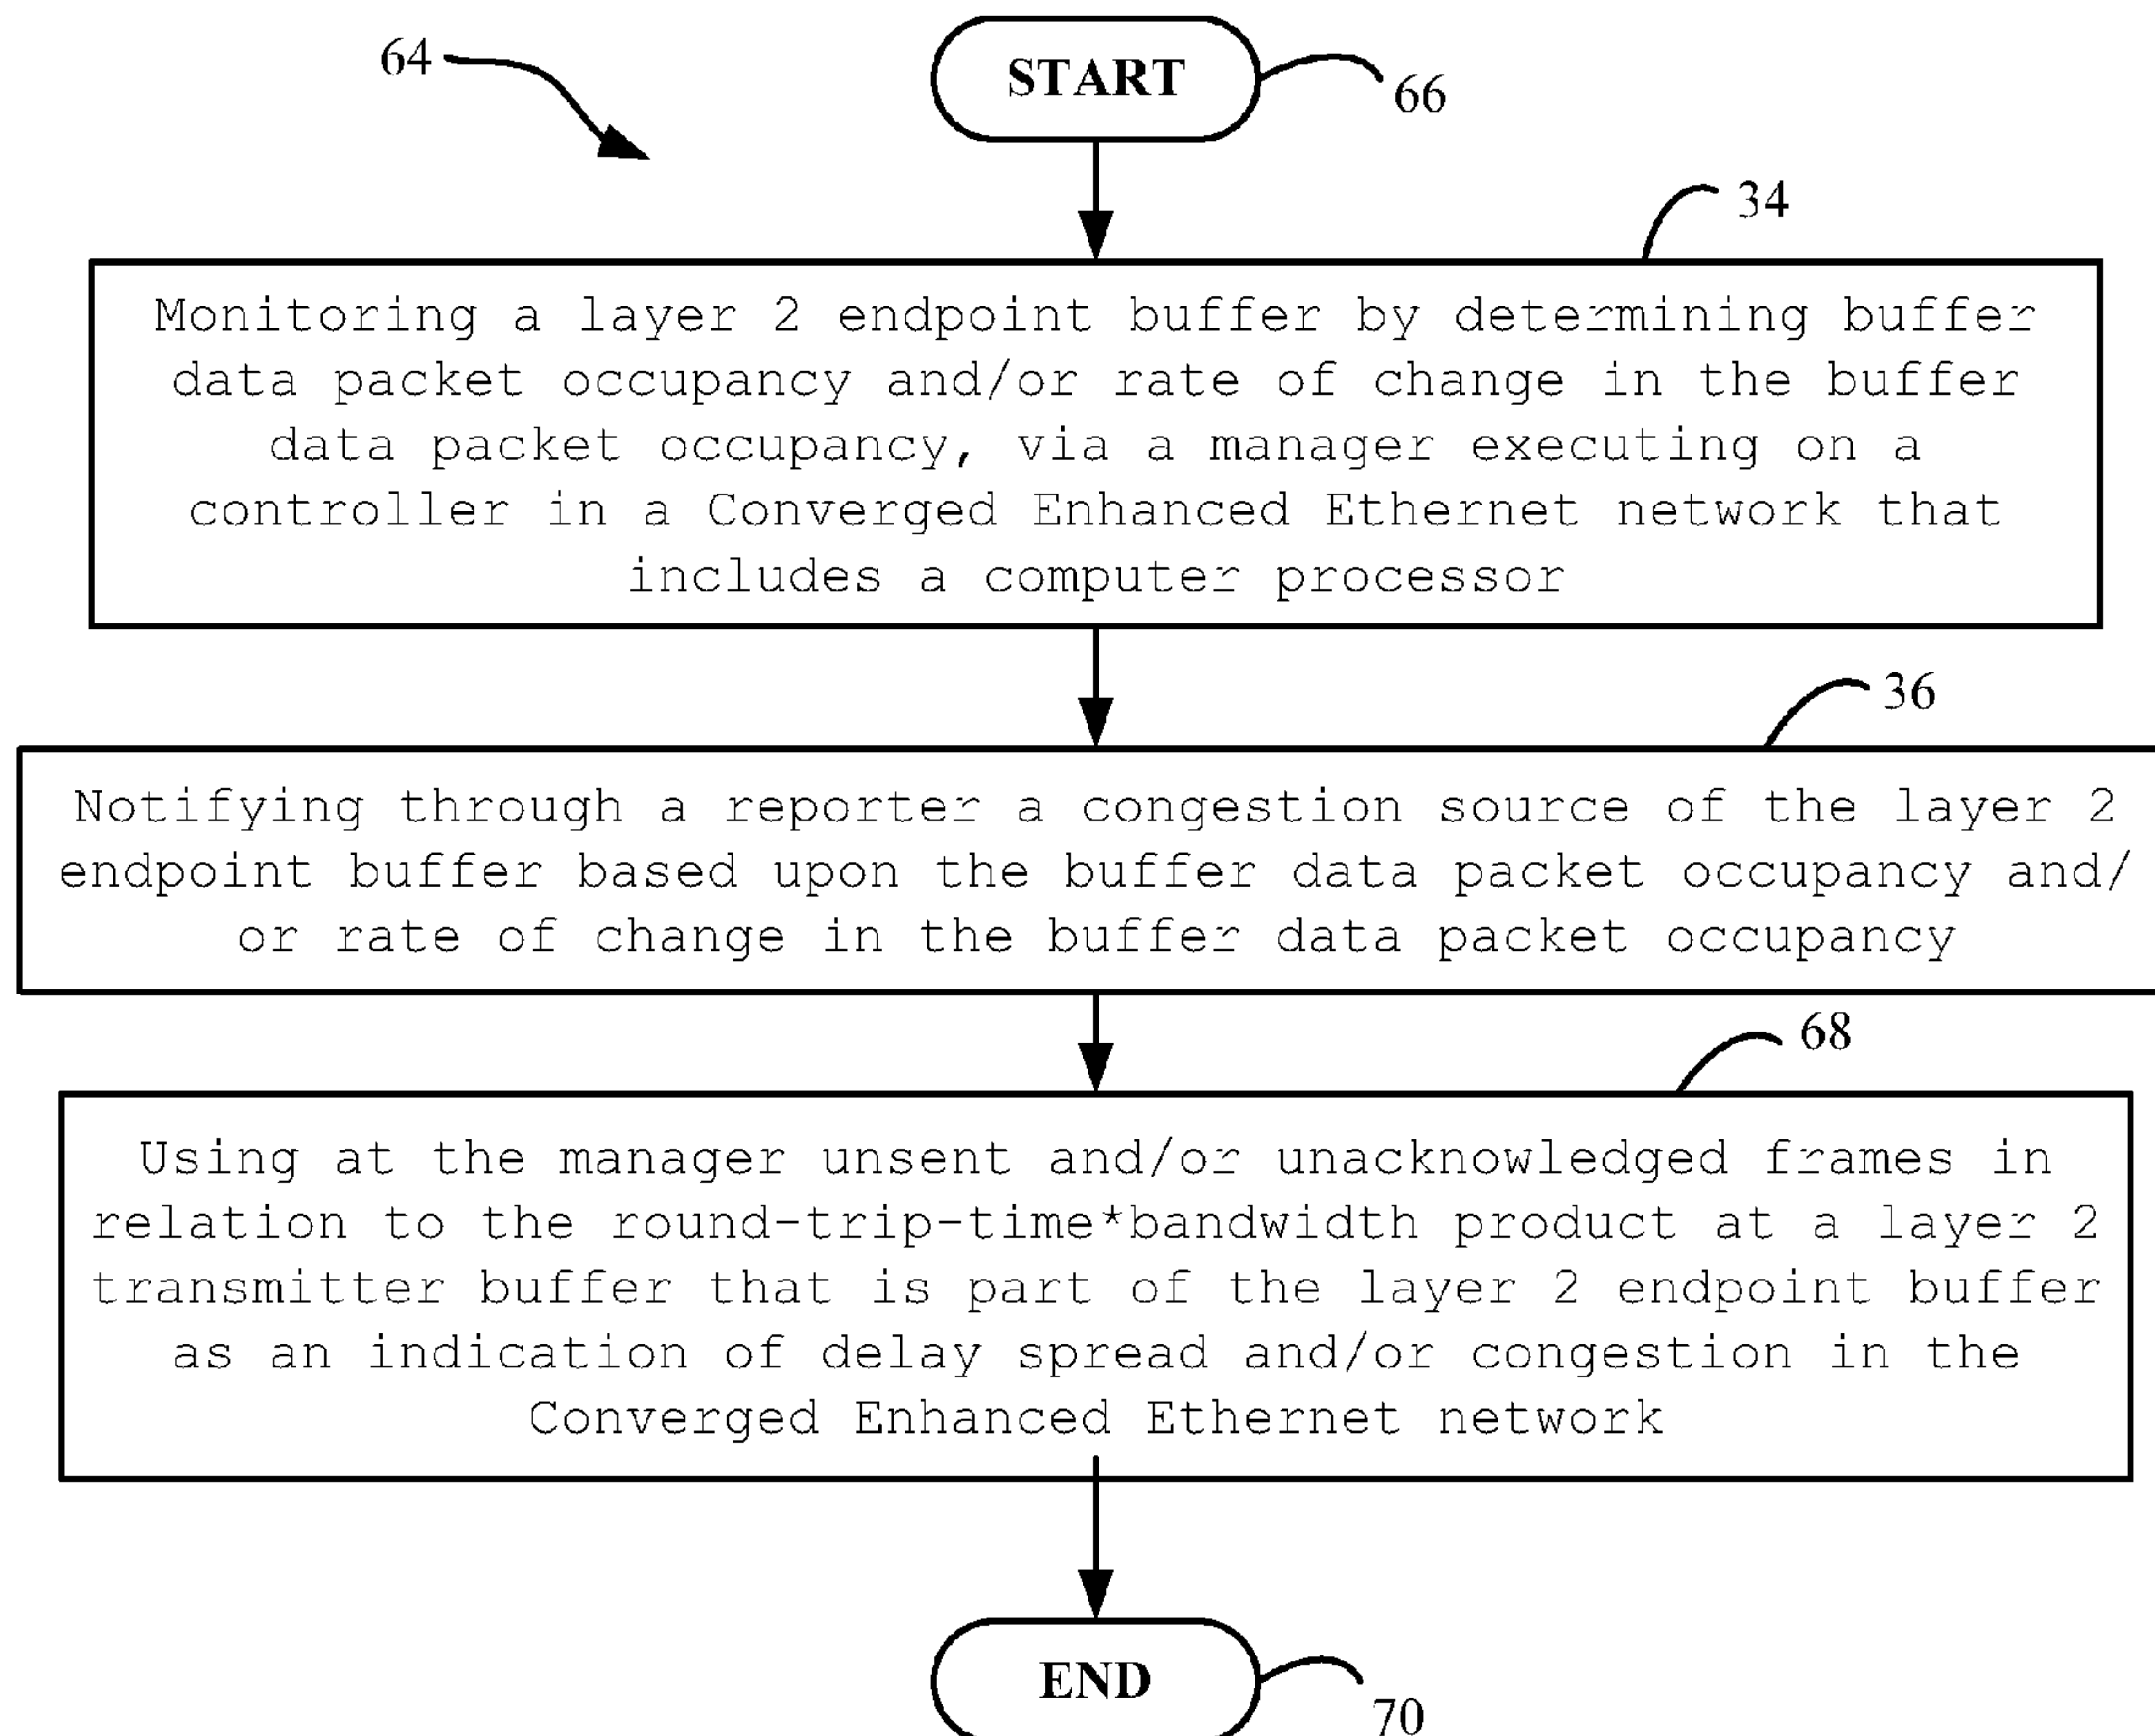 64
START
66
34
Monitoring a layer 2 endpoint buffer by determining buffer
data packet occupancy and/or rate of change in the buffer
data packet occupancy, via a manager executing on a
controller in a Converged Enhanced Ethernet network that
includes a computer processor
36
Notifying through a reporter a congestion source of the layer 2
endpoint buffer based upon the buffer data packet occupancy and/
or rate of change in the buffer data packet occupancy
68
Using at the manager unsent and/or unacknowledged frames in
relation to the round-trip-time*bandwidth product at a layer 2
transmitter buffer that is part of the layer 2 endpoint buffer
as an indication of delay spread and/or congestion in the
Converged Enhanced Ethernet network
END
70